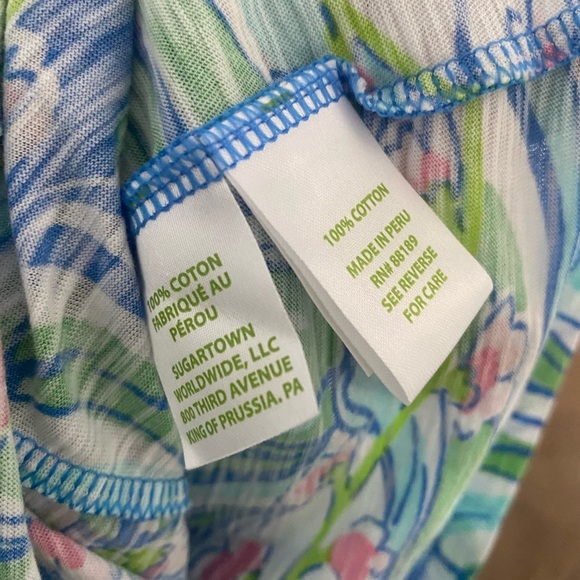 100% COTON
FABRIQUÉ AU
PÉROU
SUGARTOWN
WORLDWIDE, LLC
800 THIRD AVENUE
KING OF PRUSSIA, PA
100% COTTON
MADE IN PERU
RN# 88189
SEE REVERSE
FOR CARE